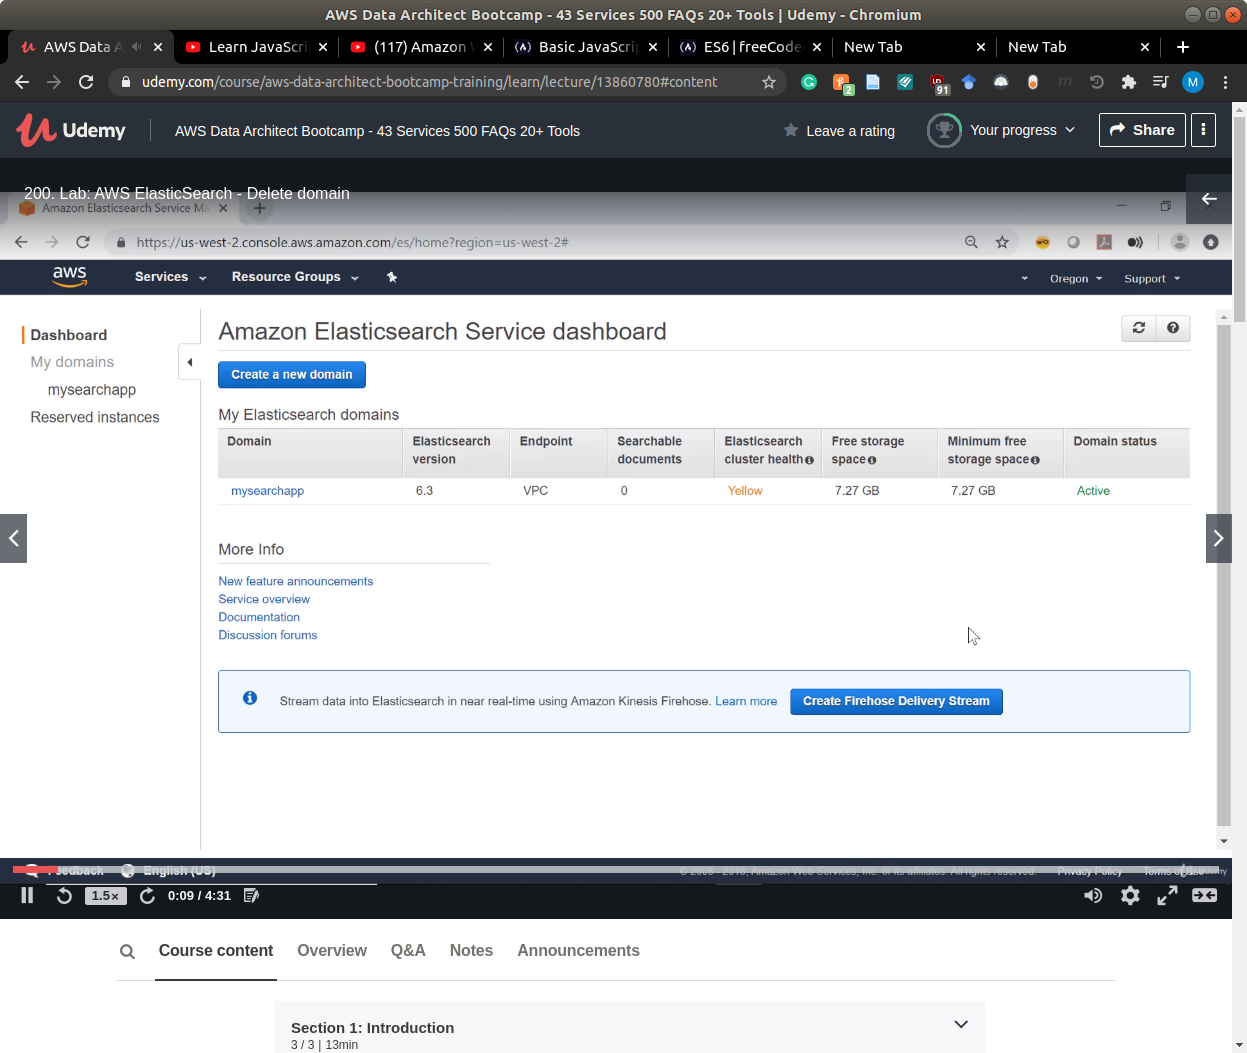 AWS Data Architect Bootcamp - 43 Services 500 FAQs 20+ Tools | Udemy - Chromium
AWS Data A
Learn JavaScri
(117) Amazon
Basic JavaScrip
ES6 | freeCode
New Tab
New Tab
udemy.com/course/aws-data-architect-bootcamp-training/learn/lecture/13860780#content
2
91
M
Udemy
AWS Data Architect Bootcamp - 43 Services 500 FAQs 20+ Tools
Leave a rating
Your progress
Share
200. Lab: AWS ElasticSearch - Delete domain
Amazon Elasticsearch Service Ma
https://us-west-2.console.aws.amazon.com/es/home?region=us-west-2#
aws
Services
Resource Groups
Oregon
Support
Dashboard
My domains
mysearchapp
Reserved instances
Amazon Elasticsearch Service dashboard
Create a new domain
My Elasticsearch domains
Domain
Elasticsearch version
Endpoint
Searchable documents
Elasticsearch cluster health
Free storage space
Minimum free storage space
Domain status
mysearchapp
6.3
VPC
0
Yellow
7.27 GB
7.27 GB
Active
More Info
New feature announcements
Service overview
Documentation
Discussion forums
Stream data into Elasticsearch in near real-time using Amazon Kinesis Firehose. Learn more
Create Firehose Delivery Stream
Feedback
English (US)
© 2008 - 2018, Amazon Web Services, Inc. or its affiliates. All rights reserved.
Privacy Policy
Terms of Use
1.5×
0:09 / 4:31
Course content
Overview
Q&A
Notes
Announcements
Section 1: Introduction
3 / 3 | 13min